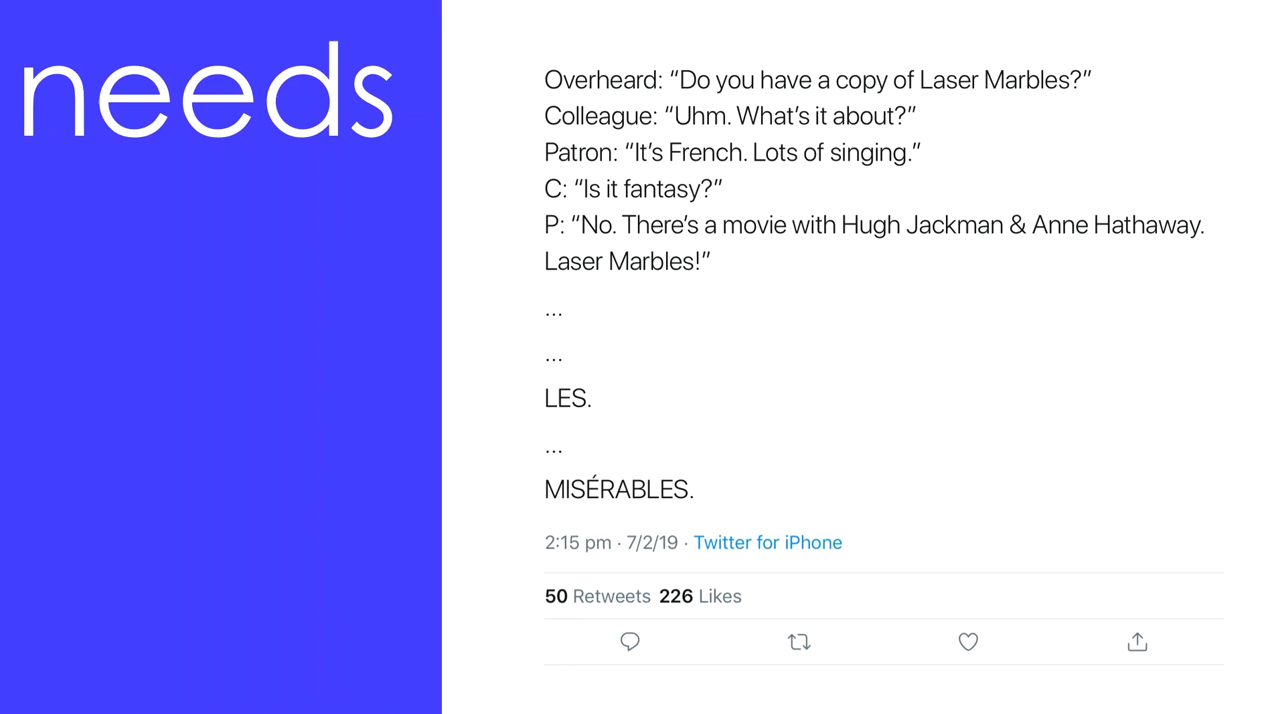 needs
Overheard: “Do you have a copy of Laser Marbles?”
Colleague: “Uhm. What’s it about?”
Patron: “It’s French. Lots of singing.”
C: “Is it fantasy?”
P: “No. There’s a movie with Hugh Jackman & Anne Hathaway.
Laser Marbles!”
...
...
LES.
...
MISÉRABLES.
2:15 pm · 7/2/19 · Twitter for iPhone
50 Retweets 226 Likes